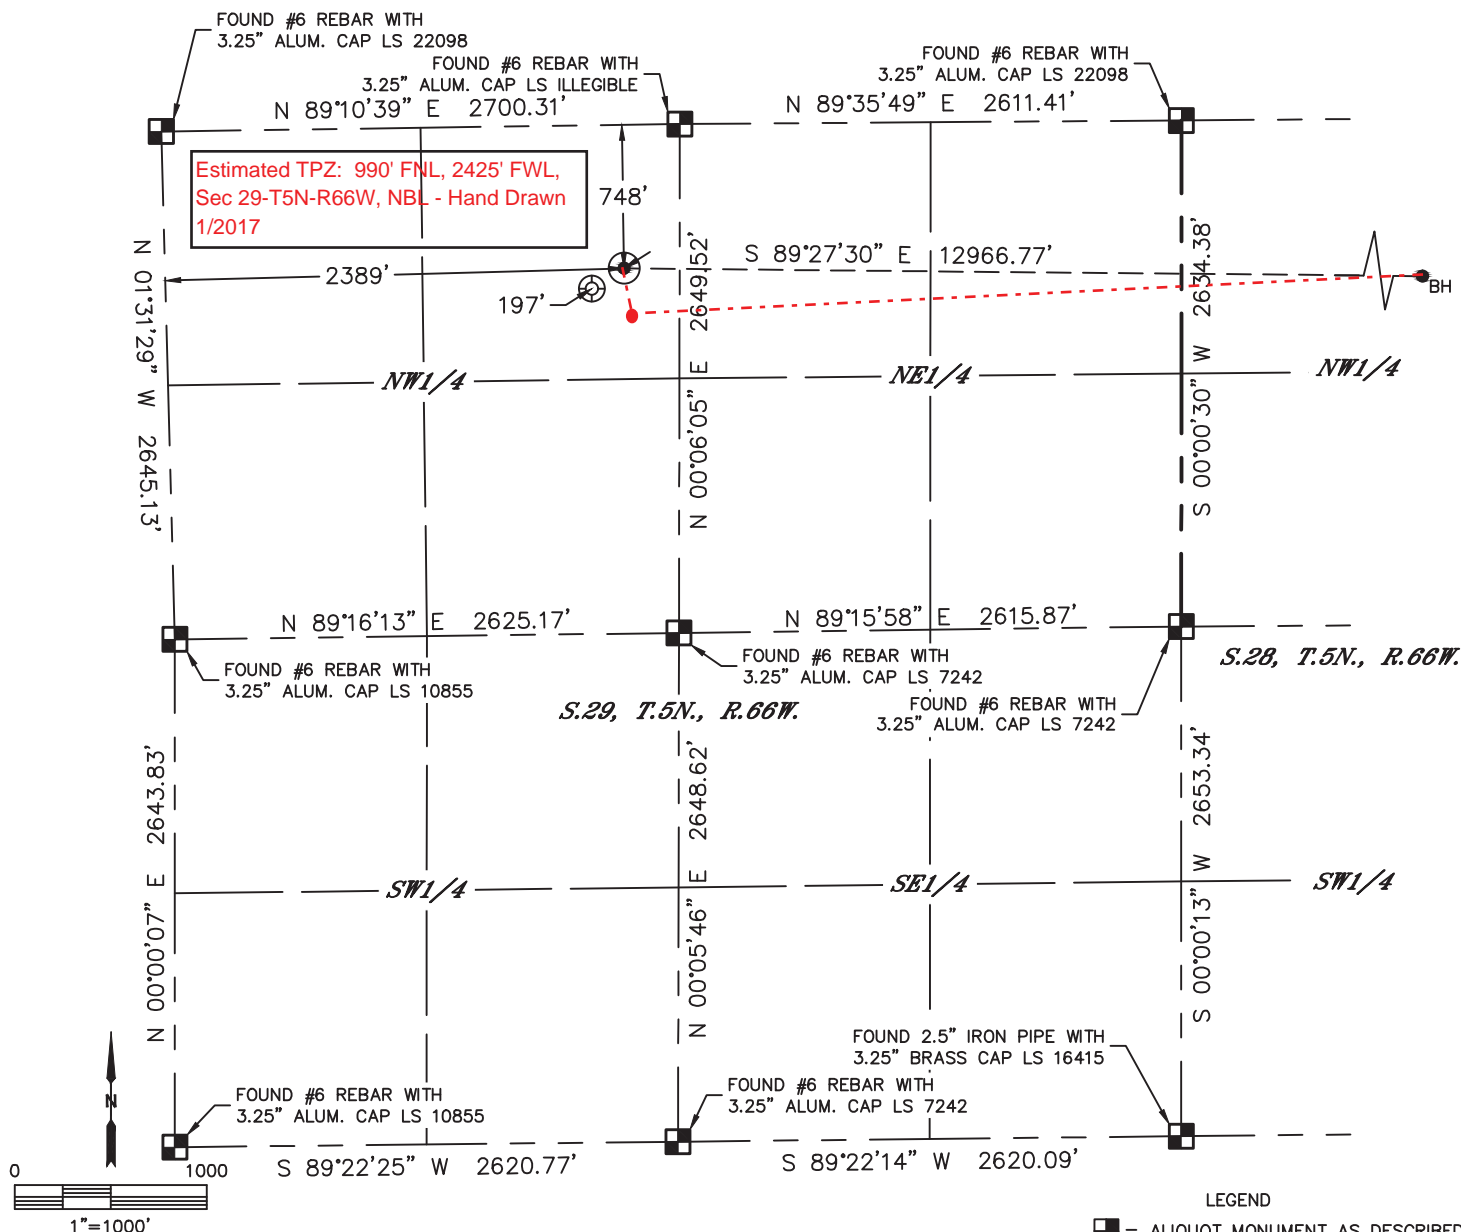 FOUND #6 REBAR WITH
3.25" ALUM. CAP LS 22098
FOUND #6 REBAR WITH
3.25" ALUM. CAP LS ILLEGIBLE
FOUND #6 REBAR WITH
3.25" ALUM. CAP LS 22098
N 89°10'39" E 2700.31'
N 89°35'49" E 2611.41'
Estimated TPZ: 990' FNL, 2425' FWL,
Sec 29-T5N-R66W, NBL - Hand Drawn
1/2017
748'
2389'
197'
S 89°27'30" E 12966.77'
BH
N 01°31'29" W 2645.13'
N 00°06'05" E 2649.52'
S 00°00'30" W 2634.38'
NW1/4
NE1/4
NW1/4
N 89°16'13" E 2625.17'
N 89°15'58" E 2615.87'
FOUND #6 REBAR WITH
3.25" ALUM. CAP LS 10855
FOUND #6 REBAR WITH
3.25" ALUM. CAP LS 7242
S.28, T.5N., R.66W.
S.29, T.5N., R.66W.
FOUND #6 REBAR WITH
3.25" ALUM. CAP LS 7242
N 00°00'07" E 2643.83'
N 00°05'46" E 2648.62'
S 00°00'13" W 2653.34'
SW1/4
SE1/4
SW1/4
FOUND 2.5" IRON PIPE WITH
3.25" BRASS CAP LS 16415
FOUND #6 REBAR WITH
3.25" ALUM. CAP LS 10855
FOUND #6 REBAR WITH
3.25" ALUM. CAP LS 7242
N
S 89°22'25" W 2620.77'
S 89°22'14" W 2620.09'
0 1000
1"=1000'
LEGEND
= ALIQUOT MONUMENT AS DESCRIBED